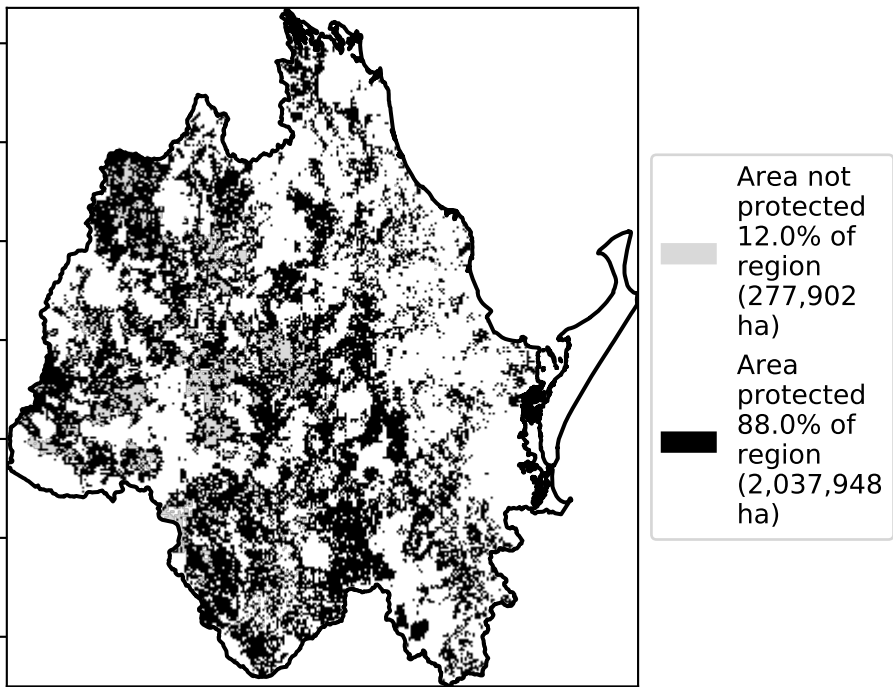 Area not
protected
12.0% of
region
(277,902
ha)
Area
protected
88.0% of
region
(2,037,948
ha)